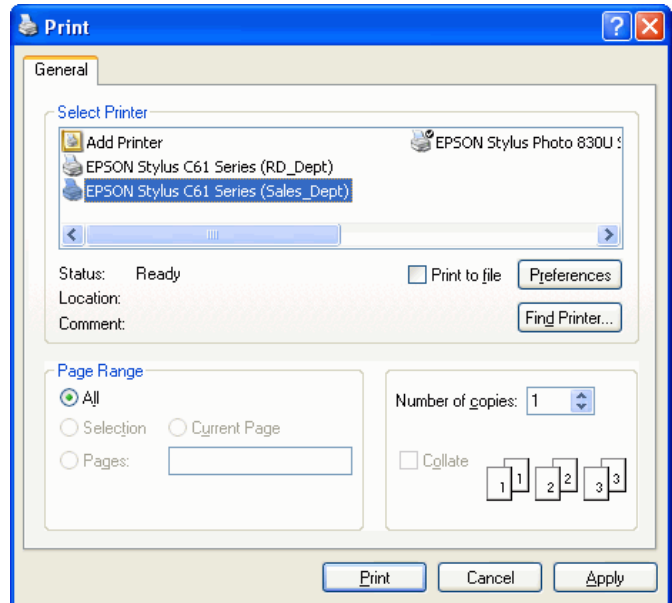 Print
General
Select Printer
Add Printer
EPSON Stylus Photo 830U
EPSON Stylus C61 Series (RD_Dept)
EPSON Stylus C61 Series (Sales_Dept)
Status: Ready
Print to file
Preferences
Location:
Comment:
Find Printer...
Page Range
All
Selection
Current Page
Pages:
Number of copies: 1
Collate
1 1 2 2 3 3
Print
Cancel
Apply